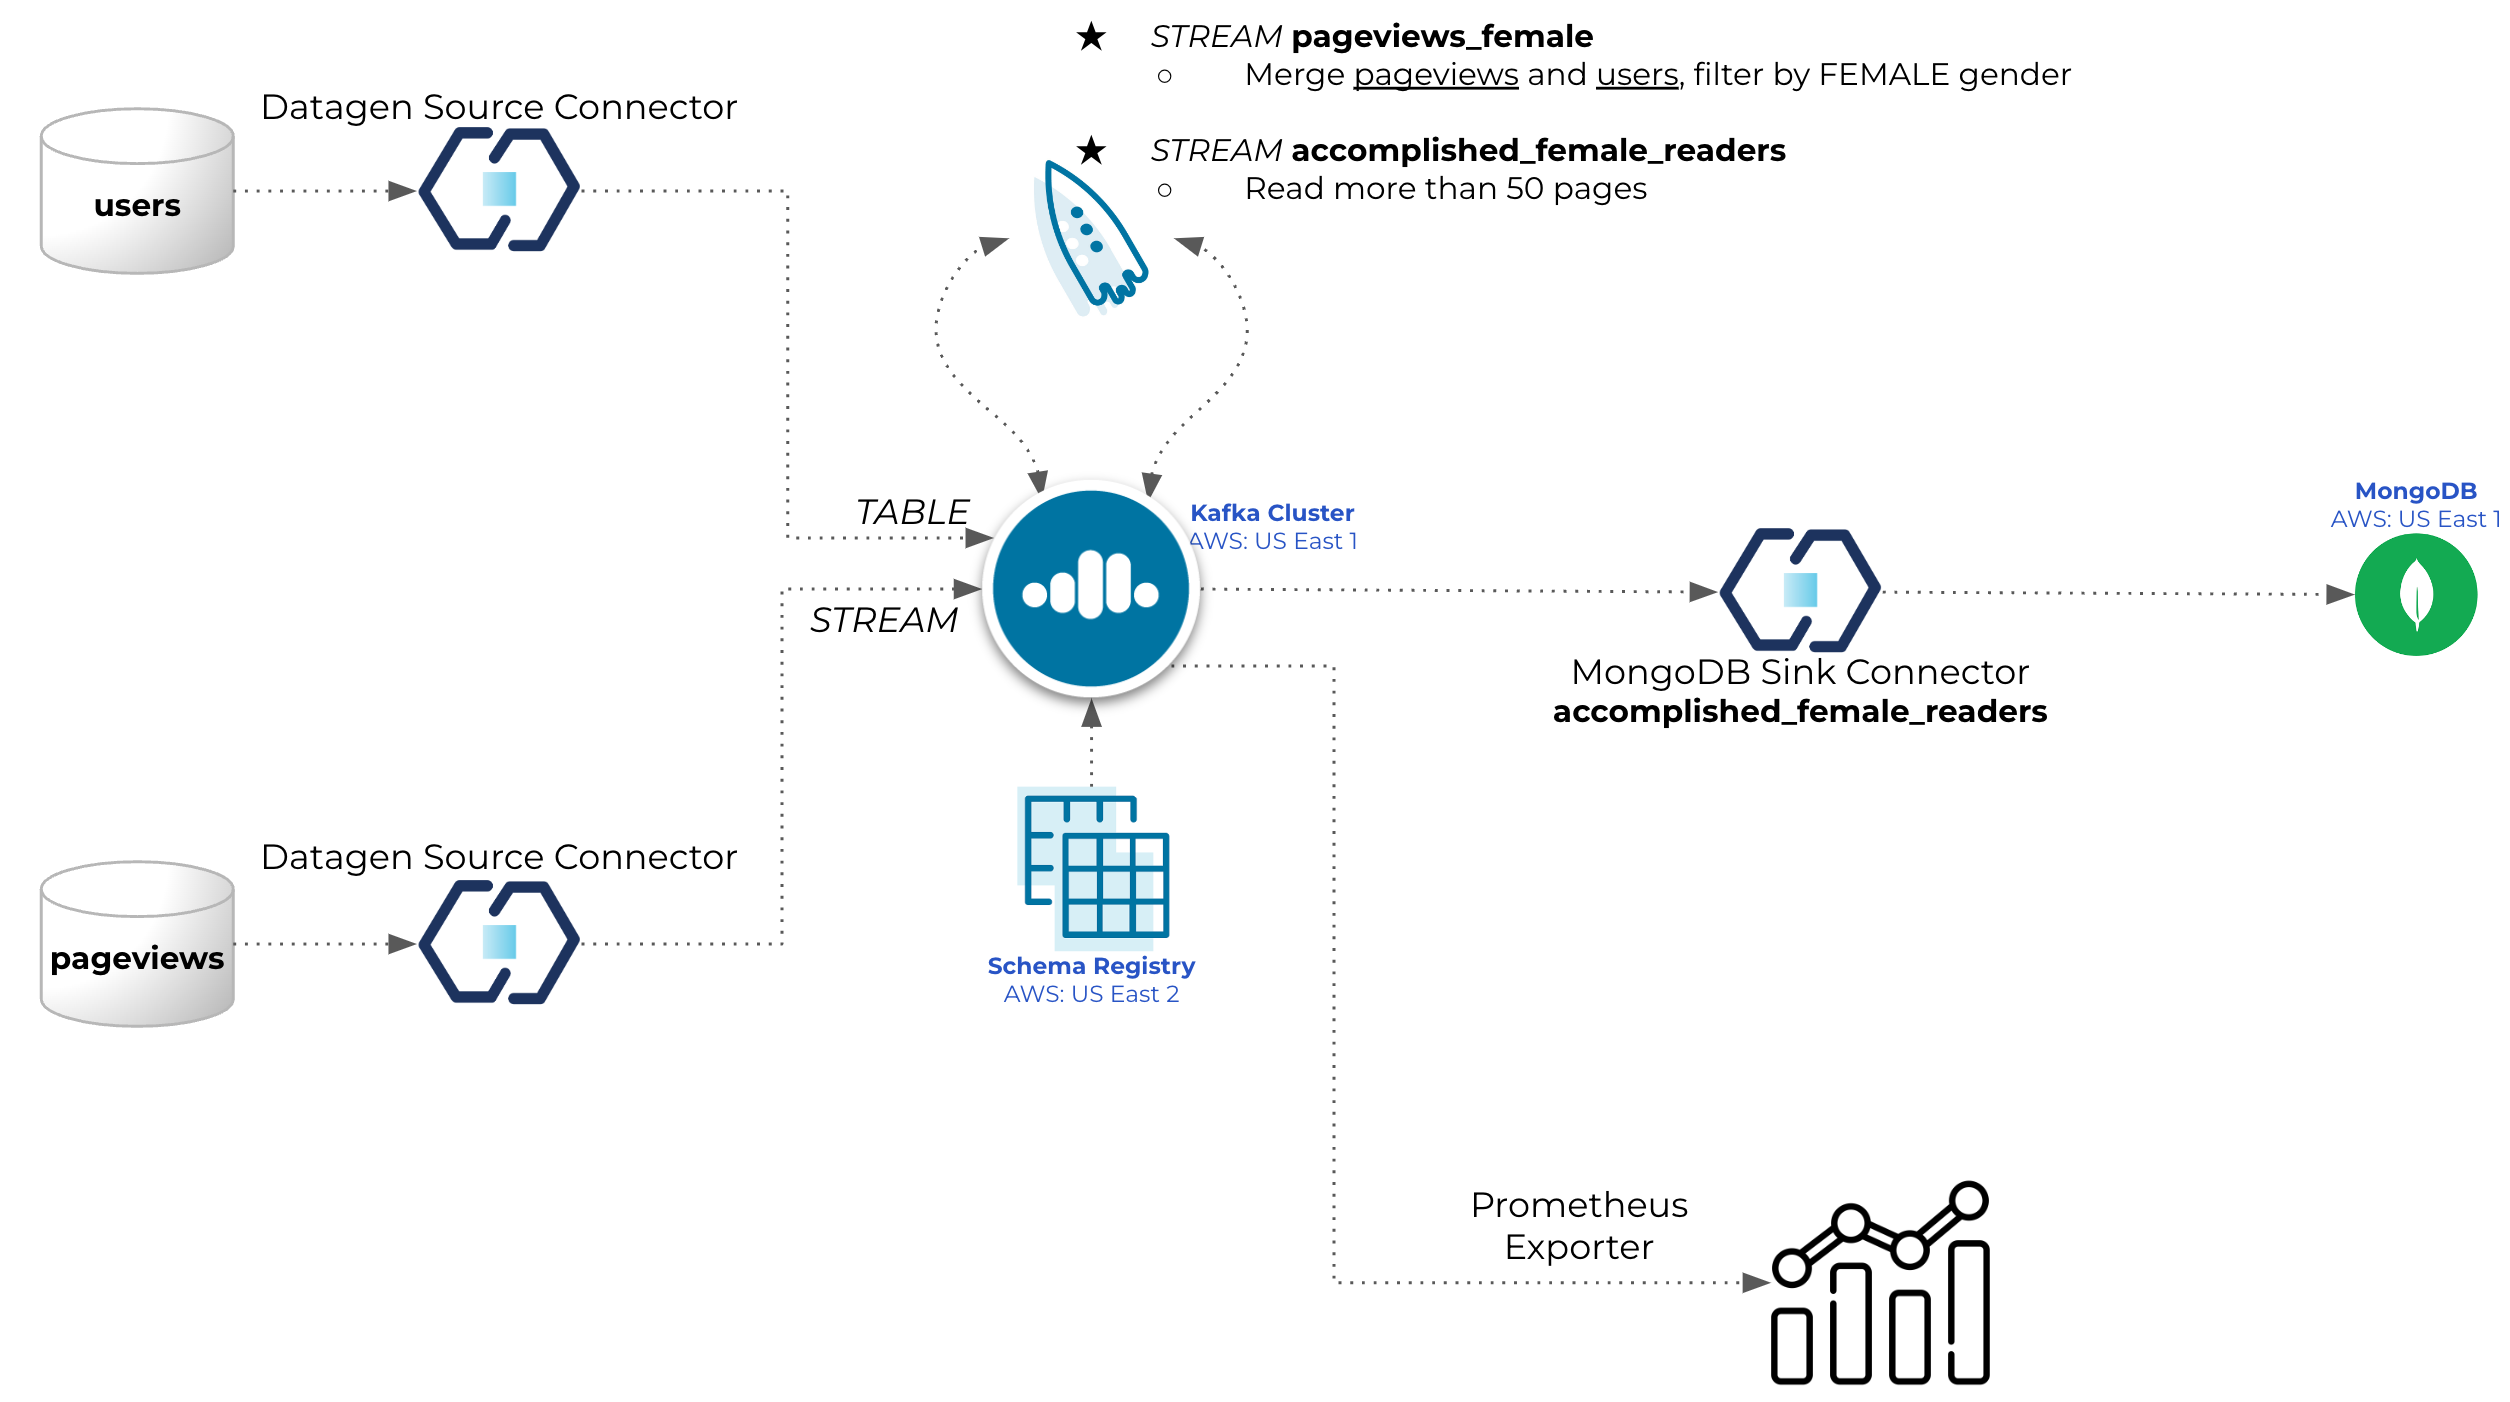 ★ STREAM pageviews_female
○ Merge pageviews and users, filter by FEMALE gender
★ STREAM accomplished_female_readers
○ Read more than 50 pages
Datagen Source Connector
users
TABLE
STREAM
Kafka Cluster
AWS: US East 1
MongoDB
AWS: US East 1
MongoDB Sink Connector
accomplished_female_readers
Datagen Source Connector
pageviews
Schema Registry
AWS: US East 2
Prometheus
Exporter